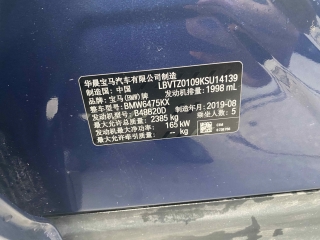 华晨宝马汽车有限公司制造
制造国：中国 LBVTZ0109KSU14139
发动机排量：1998 mL
品牌：宝马(BMW)牌
整车型号：BMW6475KX
发动机型号：B48B20D 制造年月：2019-08
最大允许总质量：2385 kg 乘坐人数：5
发动机最大净功率：165 kW
最大允许牵引质量：-- kg